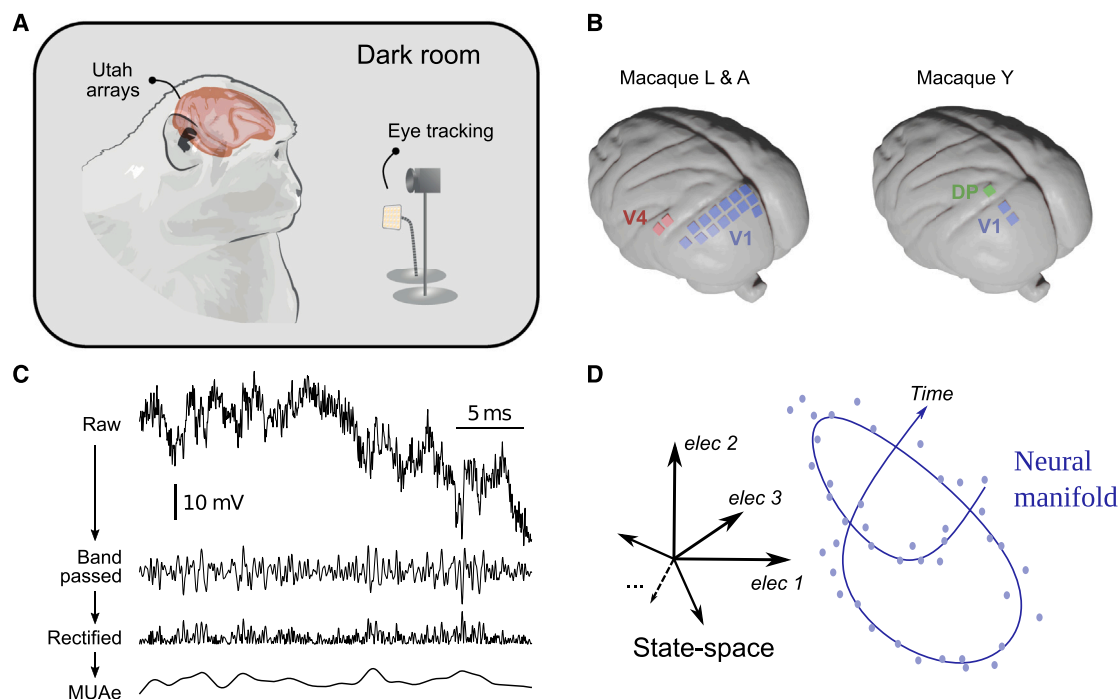 A
Dark room
Utah
arrays
Eye tracking
B
Macaque L & A
Macaque Y
V4
V1
DP
V1
C
Raw
5 ms
10 mV
Band
passed
Rectified
MUAe
D
Time
elec 2
elec 3
elec 1
...
State-space
Neural
manifold